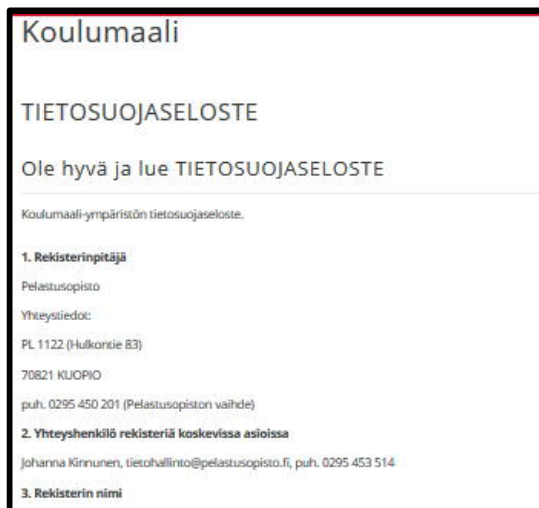 Koulumaali
TIETOSUOJASELOSTE
Ole hyvä ja lue TIETOSUOJASELOSTE
Koulumaali-ympäristön tietosuojaseloste.
1. Rekisterinpitäjä
Pelastusopisto
Yhteystiedot:
PL 1122 (Hulkontie 83)
70821 KUOPIO
puh. 0295 450 201 (Pelastusopiston vaihde)
2. Yhteyshenkilö rekisteriä koskevissa asioissa
Johanna Kinnunen, tietohallinto@pelastusopisto.fi, puh. 0295 453 514
3. Rekisterin nimi